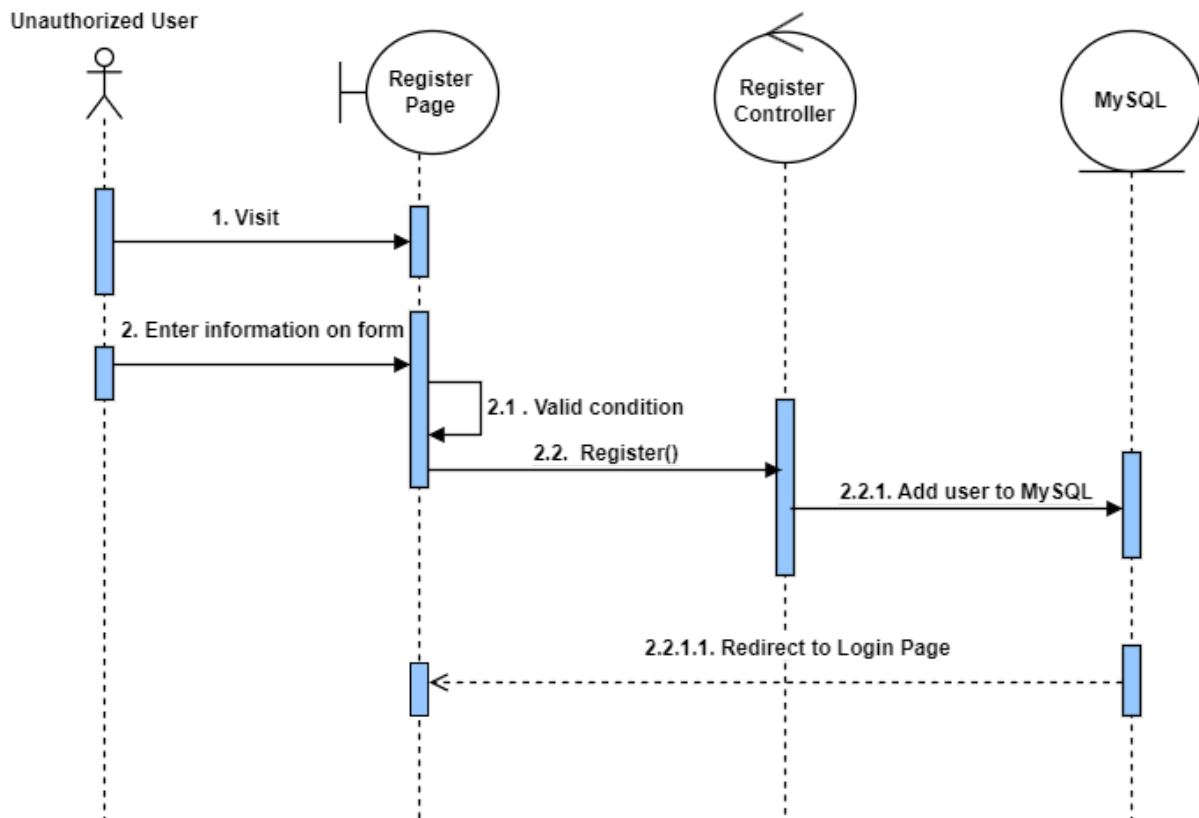 Unauthorized User
Register
Page
Register
Controller
MySQL
1. Visit
2. Enter information on form
2.1 . Valid condition
2.2. Register()
2.2.1. Add user to MySQL
2.2.1.1. Redirect to Login Page